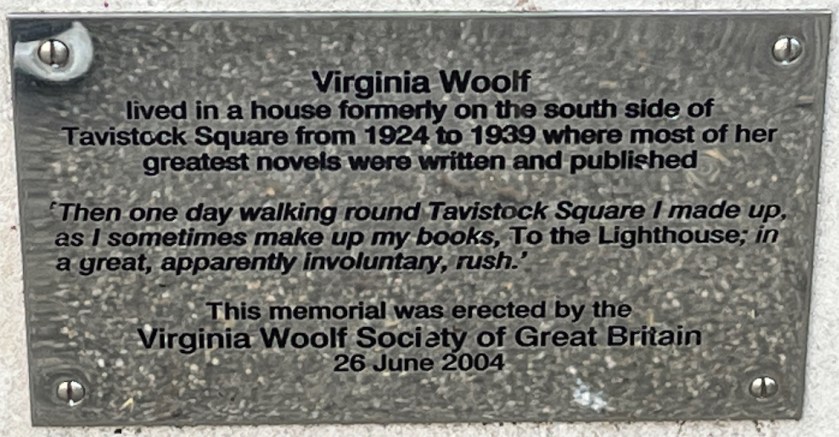 Virginia Woolf
lived in a house formerly on the south side of
Tavistock Square from 1924 to 1939 where most of her
greatest novels were written and published
‘Then one day walking round Tavistock Square I made up,
as I sometimes make up my books, To the Lighthouse; in
a great, apparently involuntary, rush.’
This memorial was erected by the
Virginia Woolf Society of Great Britain
26 June 2004